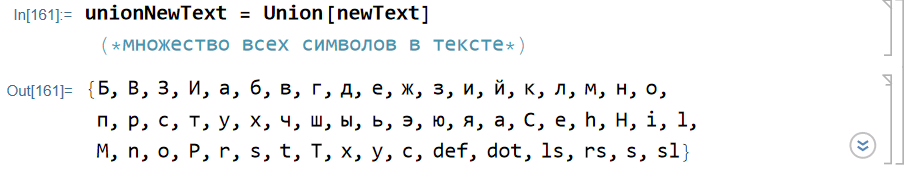 In[161]:= unionNewText = Union[newText]
(*множество всех символов в тексте*)
Out[161]= {Б, В, З, И, а, б, в, г, д, е, ж, з, и, й, к, л, м, н, о,
п, р, с, т, у, х, ч, ш, ы, ь, э, ю, я, a, C, e, h, H, i, l,
M, n, o, P, r, s, t, T, x, y, c, def, dot, ls, rs, s, sl}